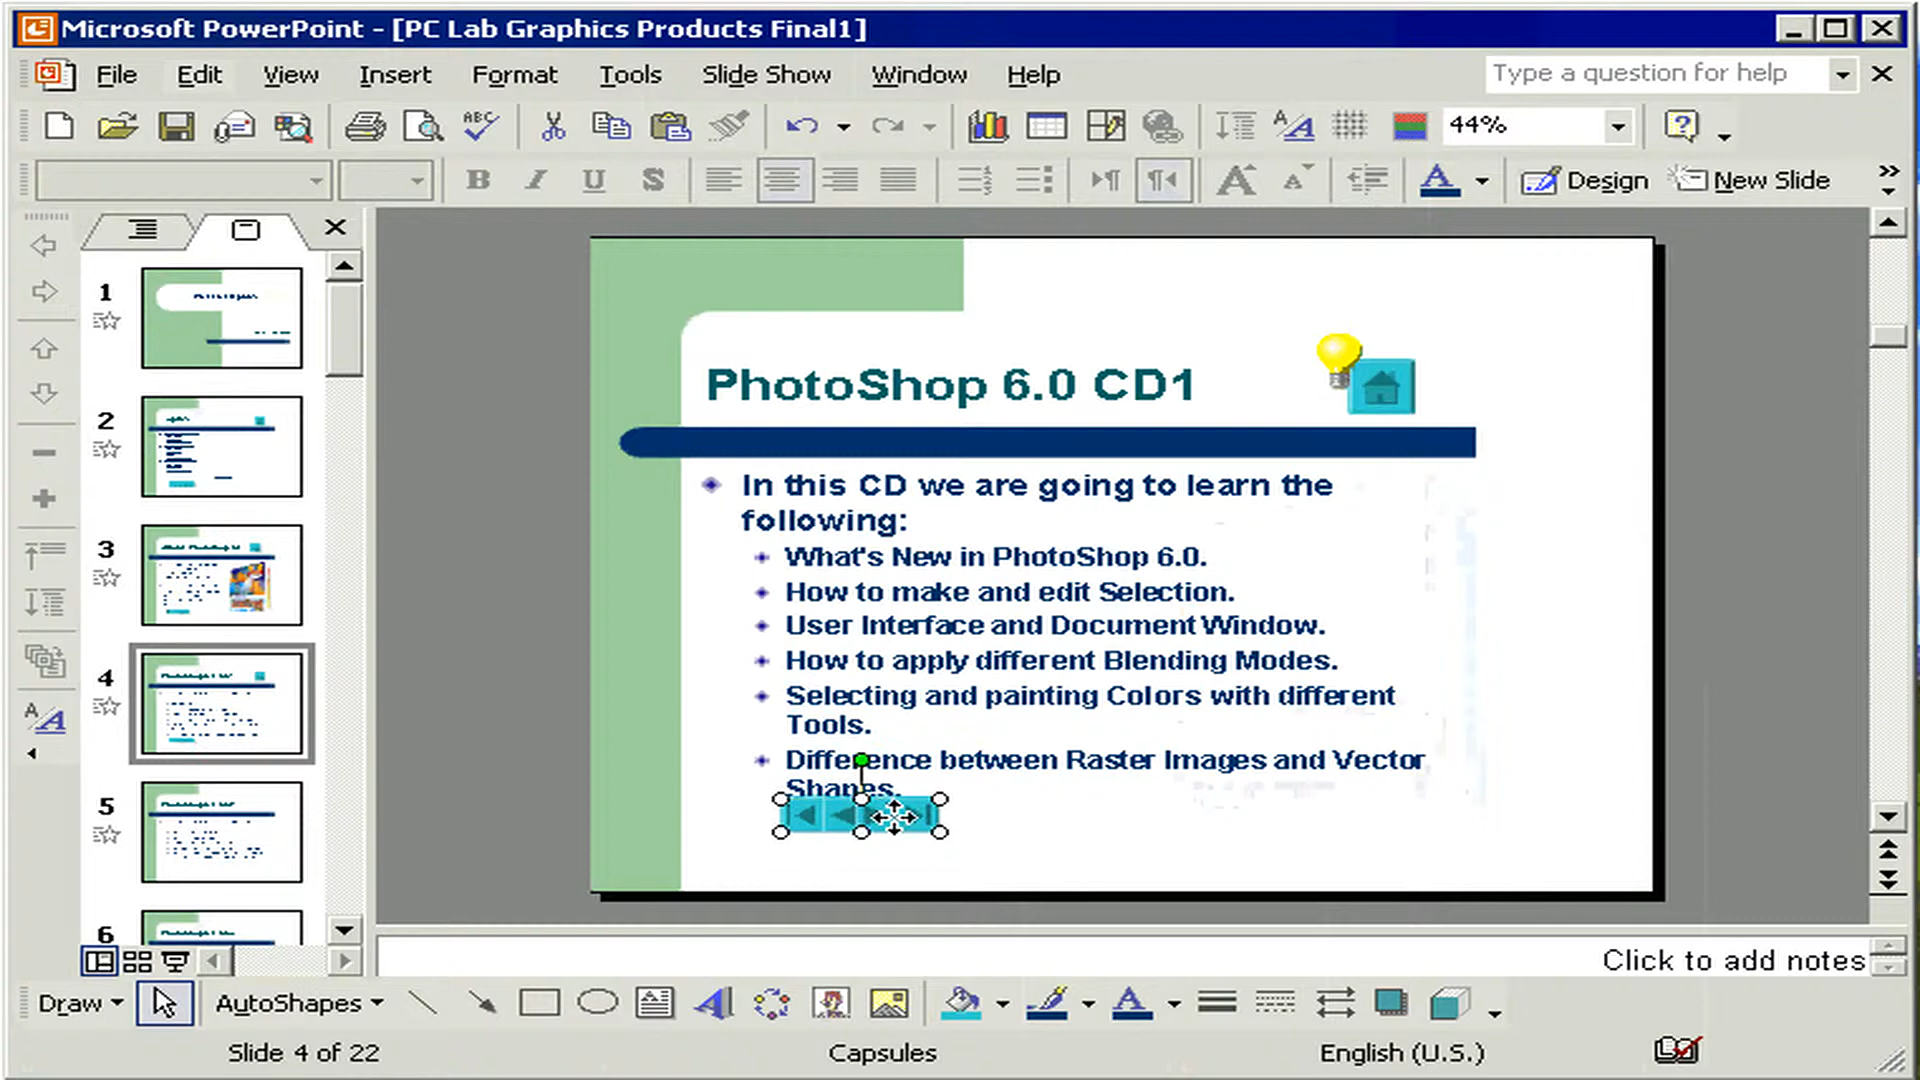 Microsoft PowerPoint - [PC Lab Graphics Products Final1]
File Edit View Insert Format Tools Slide Show Window Help Type a question for help
ABC 44%
B I U S Design New Slide
1
2
3
4
5
6
PhotoShop 6.0 CD1
In this CD we are going to learn the
following:
What's New in PhotoShop 6.0.
How to make and edit Selection.
User Interface and Document Window.
How to apply different Blending Modes.
Selecting and painting Colors with different
Tools.
Difference between Raster Images and Vector
Shapes.
Click to add notes
Draw AutoShapes
Slide 4 of 22 Capsules English (U.S.)